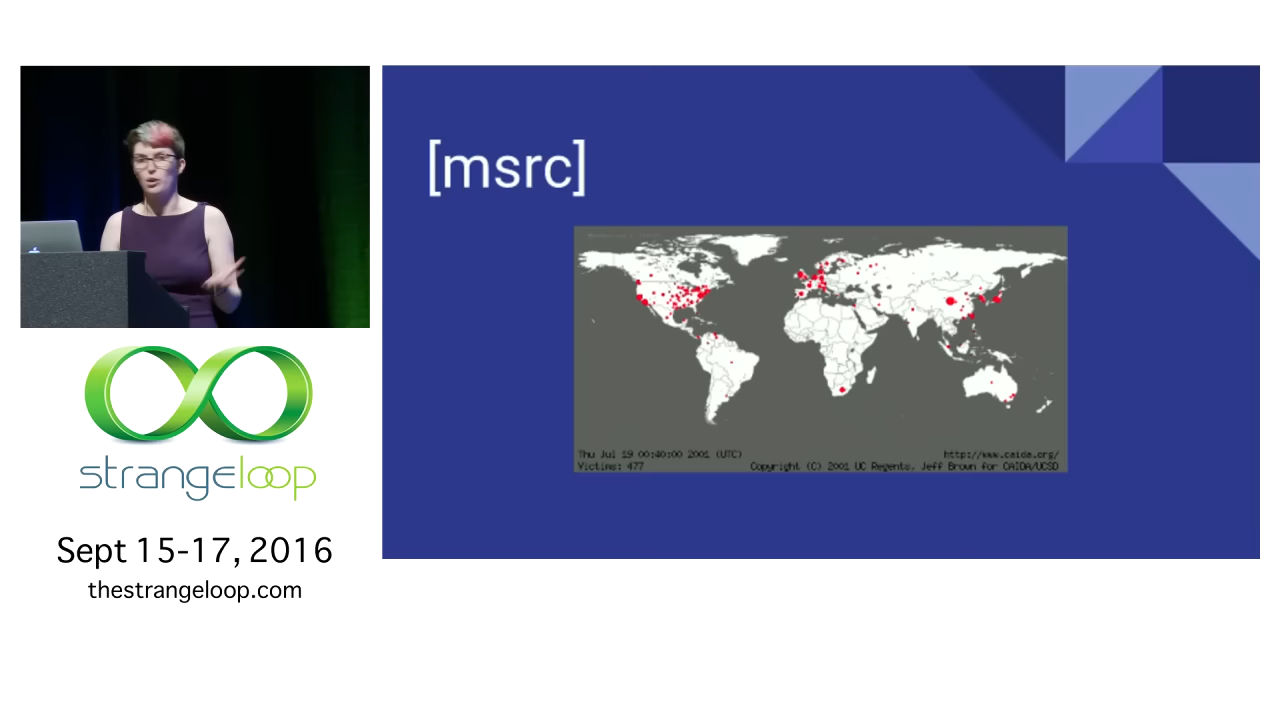 [msrc]
Thu Jul 19 00:40:00 2001 (UTC)
Victims: 477
http://www.caida.org/
Copyright (C) 2001 UC Regents, Jeff Brown for CAIDA/UCSD
strangeloop
Sept 15-17, 2016
thestrangeloop.com